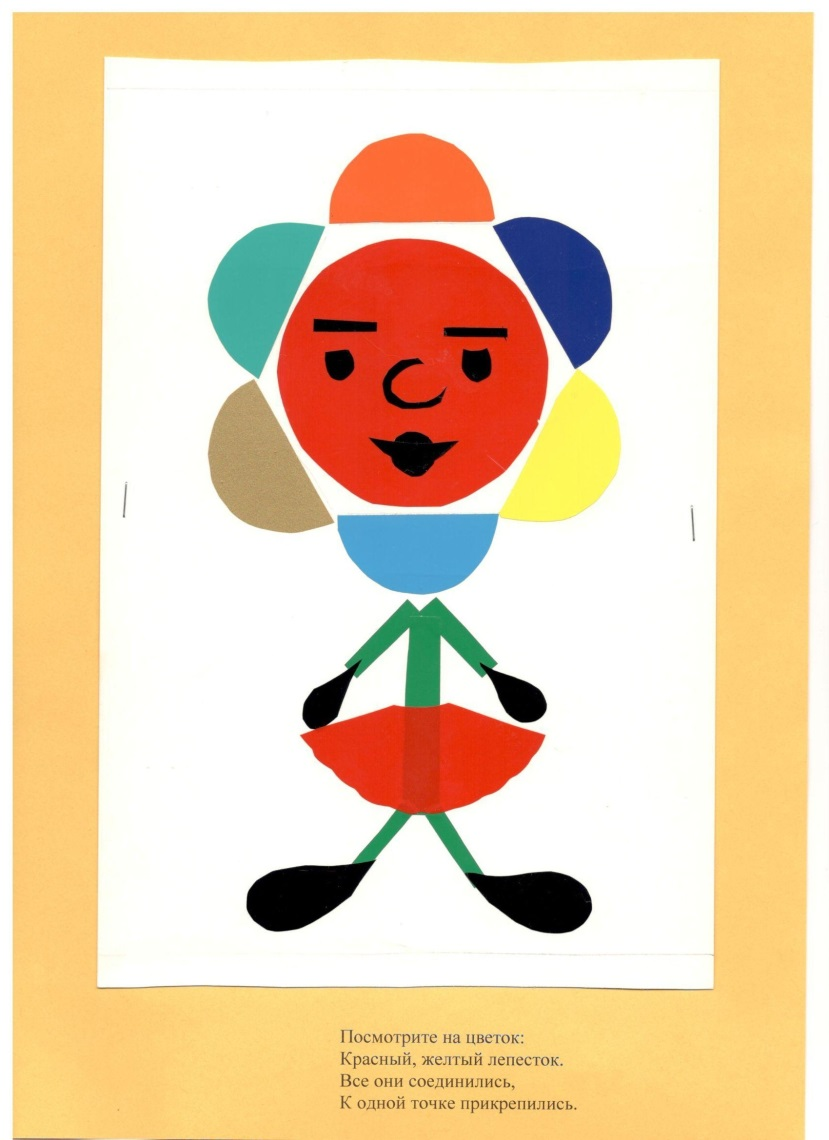 Посмотрите на цветок:
Красный, желтый лепесток.
Все они соединились,
К одной точке прикрепились.